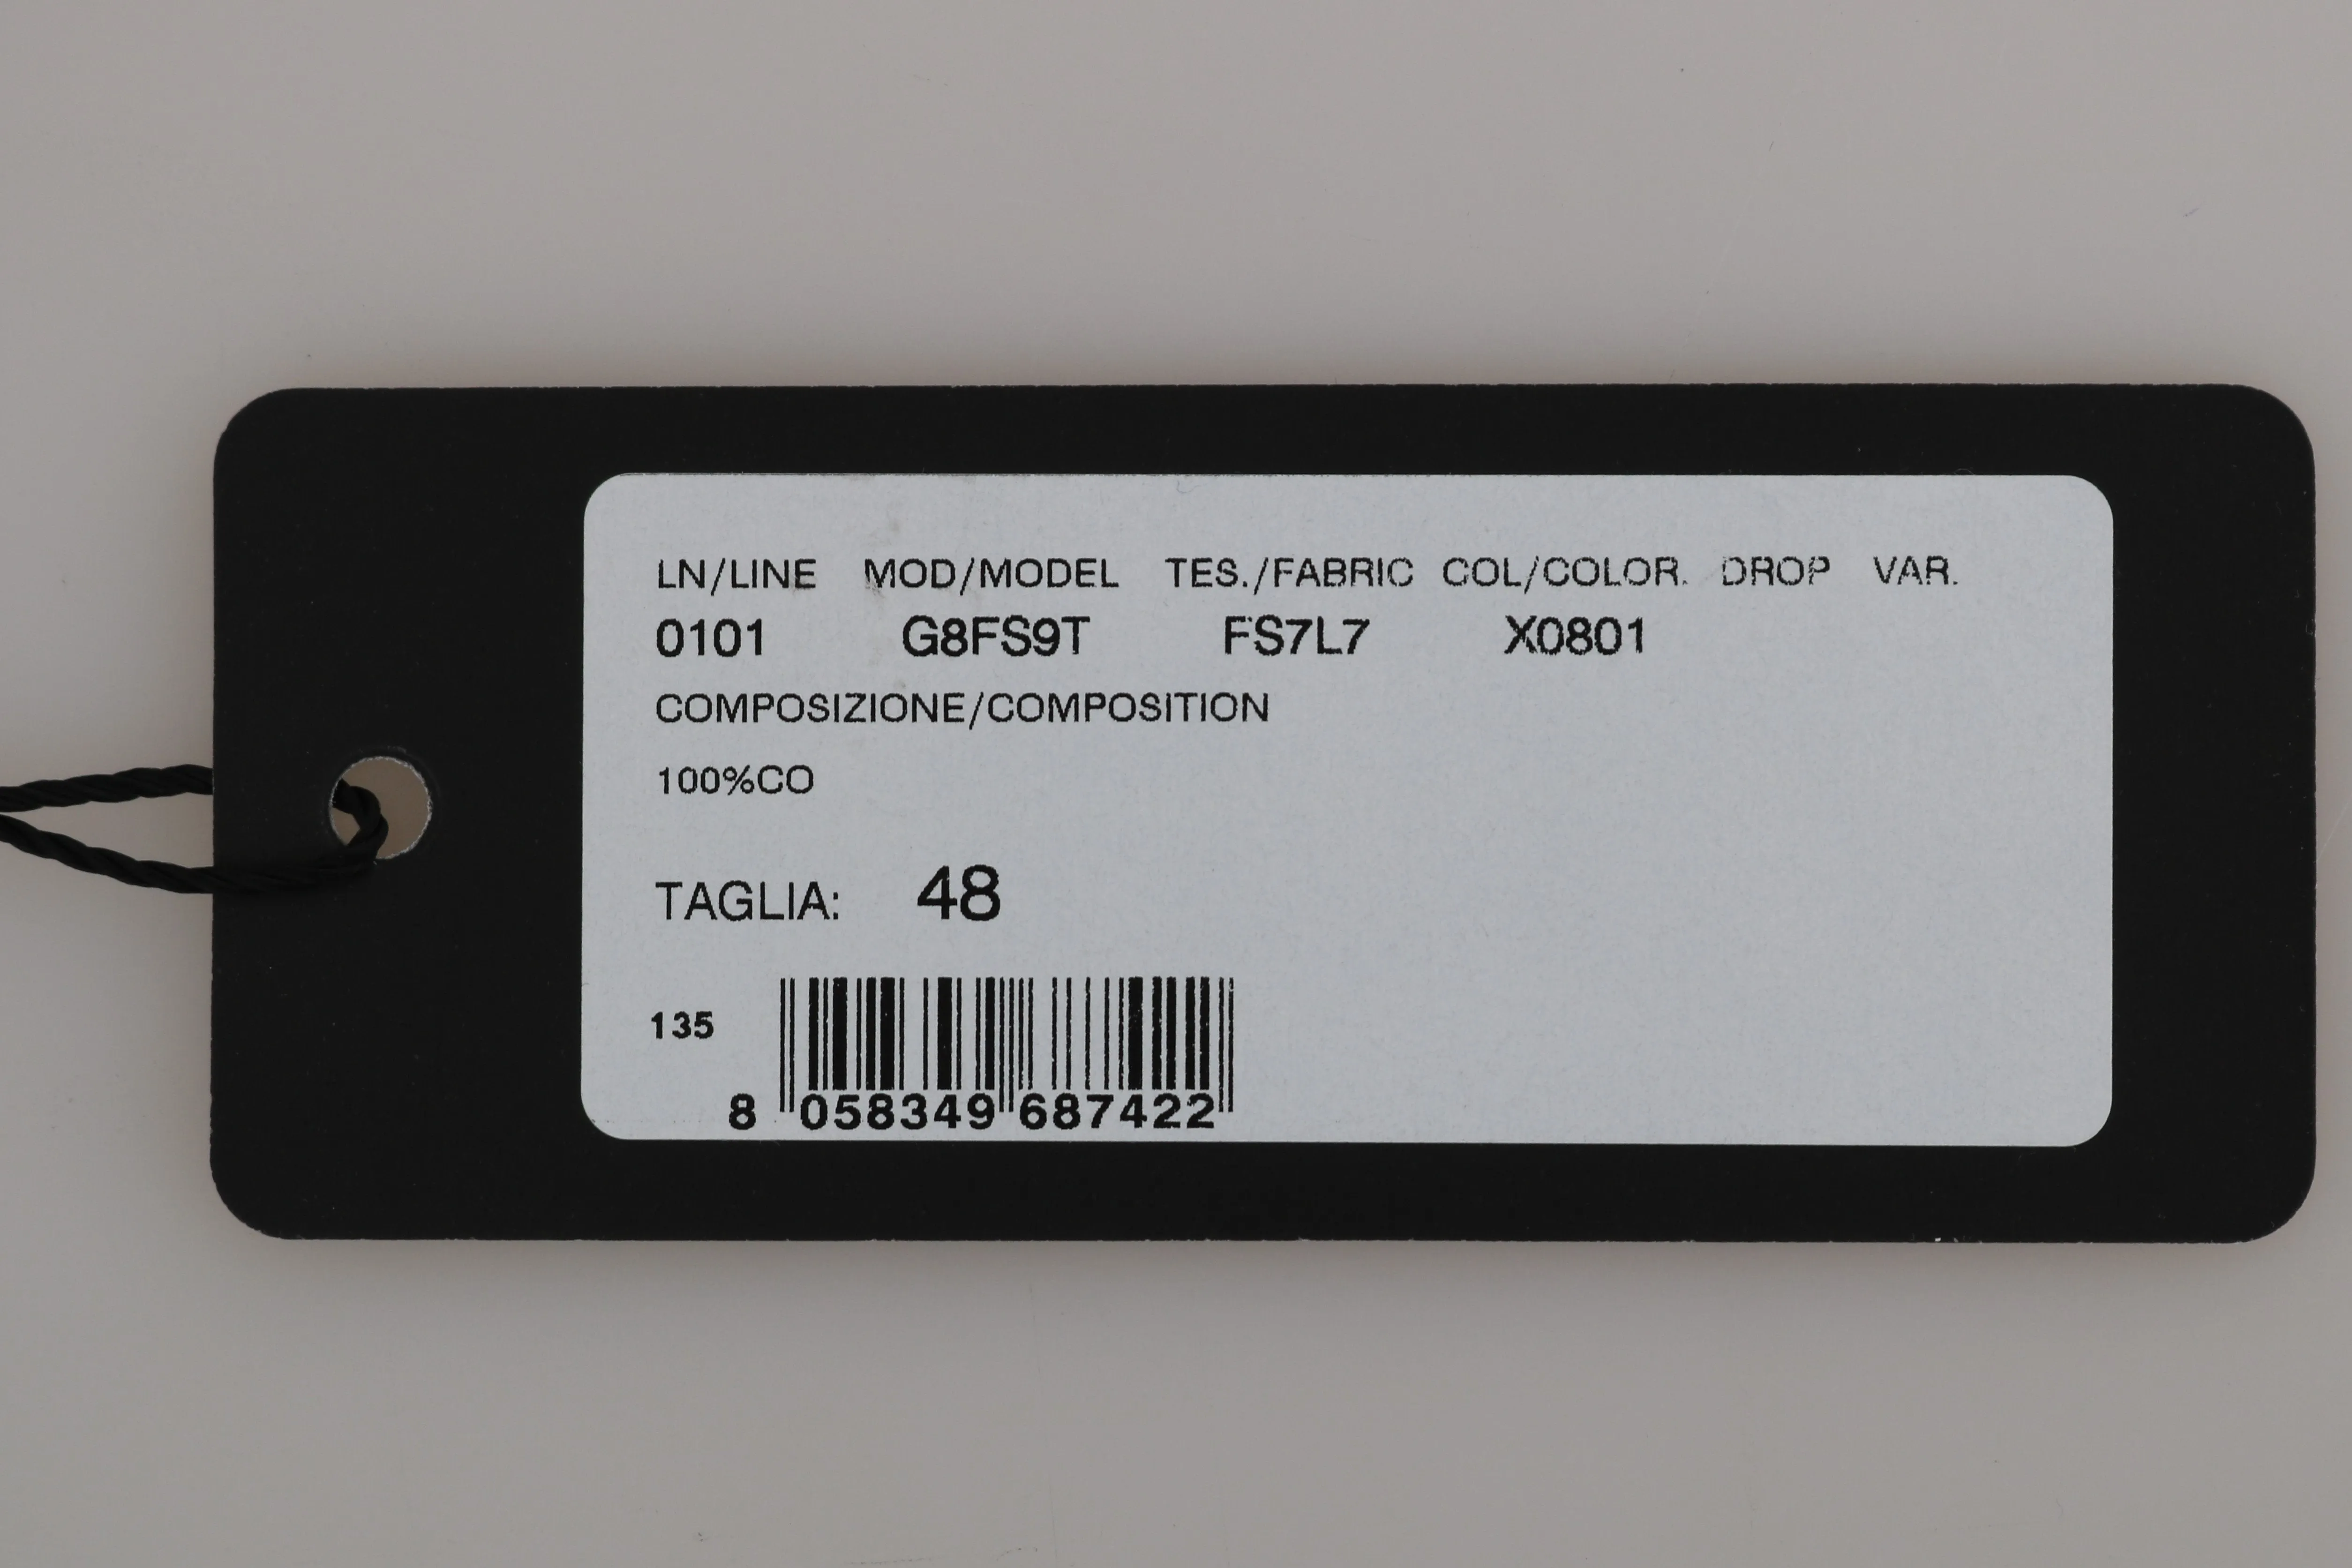 LN/LINE MOD/MODEL TES./FABRIC COL/COLOR. DROP VAR.
0101 G8FS9T FS7L7 X0801
COMPOSIZIONE/COMPOSITION
100%CO
TAGLIA: 48
135
8 058349 687422